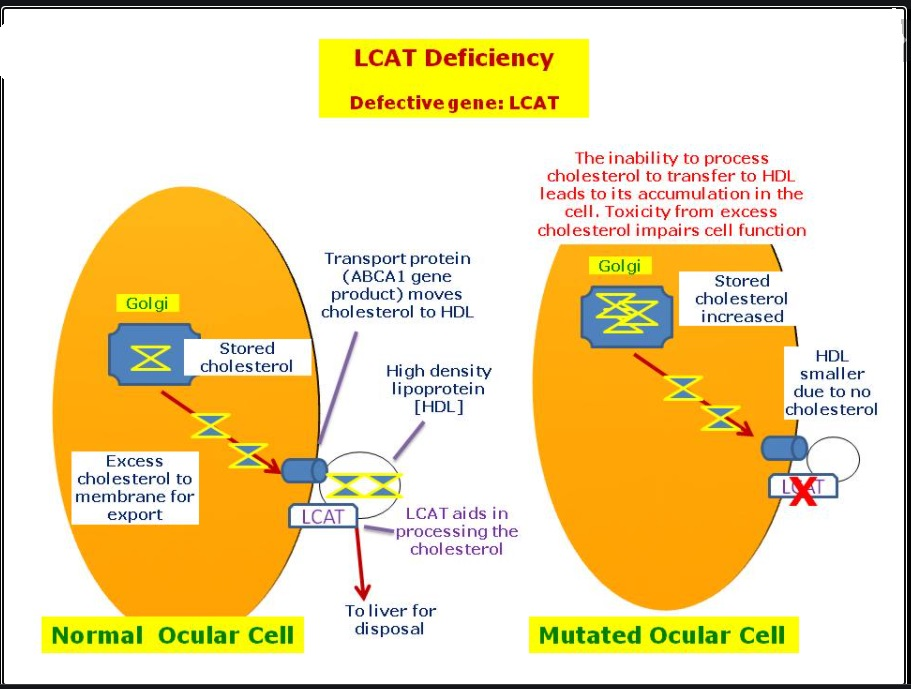 LCAT Deficiency
Defective gene: LCAT
Golgi
Stored
cholesterol
Excess
cholesterol to
membrane for
export
Transport protein
(ABCA1 gene
product) moves
cholesterol to HDL
High density
lipoprotein
[HDL]
LCAT
LCAT aids in
processing the
cholesterol
To liver for
disposal
Normal Ocular Cell
The inability to process
cholesterol to transfer to HDL
leads to its accumulation in the
cell. Toxicity from excess
cholesterol impairs cell function
Golgi
Stored
cholesterol
increased
HDL
smaller
due to no
cholesterol
LCAT
Mutated Ocular Cell